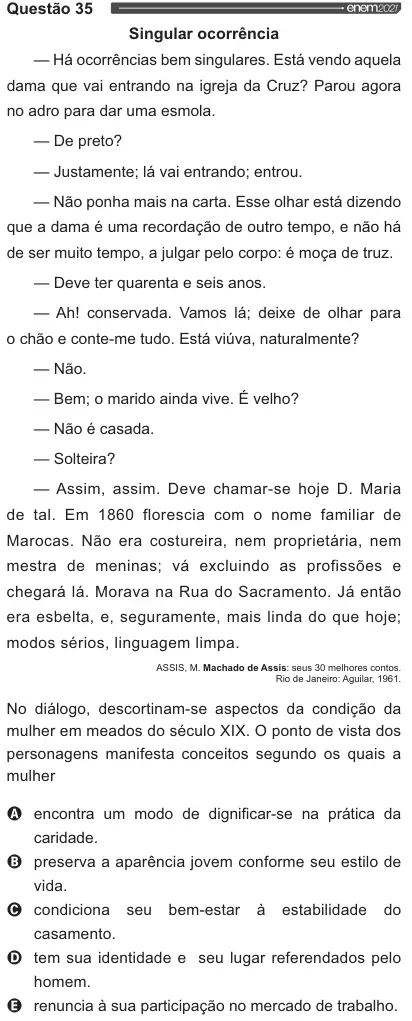 Questão 35 enem2021
Singular ocorrência
— Há ocorrências bem singulares. Está vendo aquela
dama que vai entrando na igreja da Cruz? Parou agora
no adro para dar uma esmola.
— De preto?
— Justamente; lá vai entrando; entrou.
— Não ponha mais na carta. Esse olhar está dizendo
que a dama é uma recordação de outro tempo, e não há
de ser muito tempo, a julgar pelo corpo: é moça de truz.
— Deve ter quarenta e seis anos.
— Ah! conservada. Vamos lá; deixe de olhar para
o chão e conte-me tudo. Está viúva, naturalmente?
— Não.
— Bem; o marido ainda vive. É velho?
— Não é casada.
— Solteira?
— Assim, assim. Deve chamar-se hoje D. Maria
de tal. Em 1860 florescia com o nome familiar de
Marocas. Não era costureira, nem proprietária, nem
mestra de meninas; vá excluindo as profissões e
chegará lá. Morava na Rua do Sacramento. Já então
era esbelta, e, seguramente, mais linda do que hoje;
modos sérios, linguagem limpa.
ASSIS, M. Machado de Assis: seus 30 melhores contos.
Rio de Janeiro: Aguilar, 1961.
No diálogo, descortinam-se aspectos da condição da
mulher em meados do século XIX. O ponto de vista dos
personagens manifesta conceitos segundo os quais a
mulher
A encontra um modo de dignificar-se na prática da
caridade.
B preserva a aparência jovem conforme seu estilo de
vida.
C condiciona seu bem-estar à estabilidade do
casamento.
D tem sua identidade e seu lugar referendados pelo
homem.
E renuncia à sua participação no mercado de trabalho.